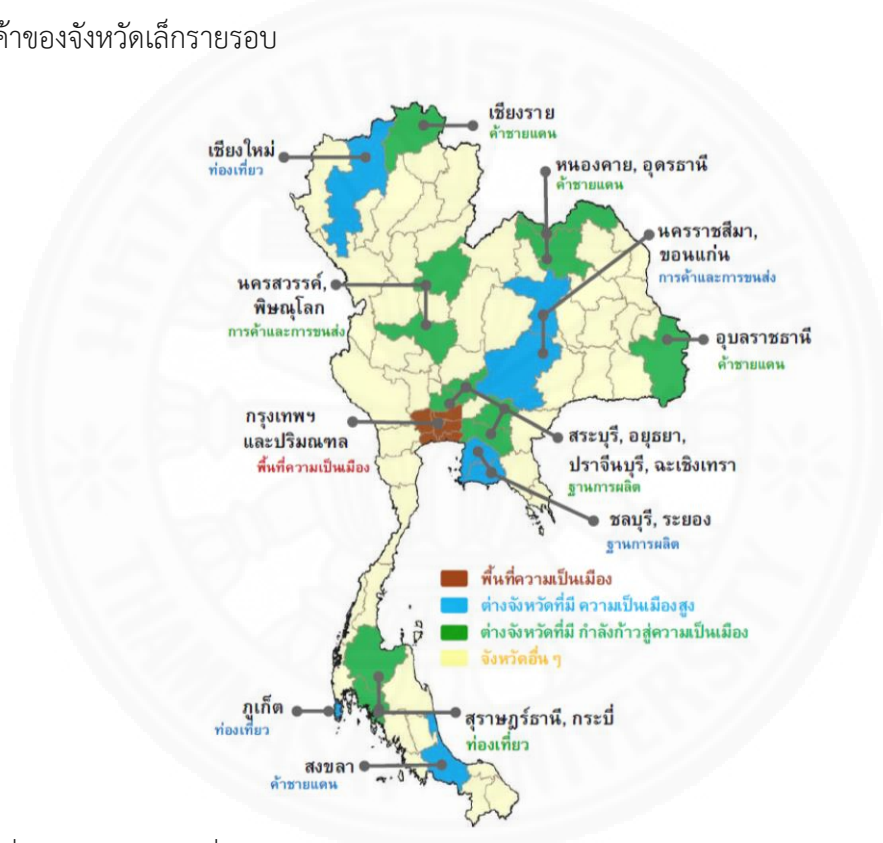 ค้าของจังหวัดเล็กรายรอบ
เชียงราย
ค้าชายแดน
เชียงใหม่
ท่องเที่ยว
หนองคาย, อุดรธานี
ค้าชายแดน
นครราชสีมา,
ขอนแก่น
การค้าและการขนส่ง
นครสวรรค์,
พิษณุโลก
การค้าและการขนส่ง
อุบลราชธานี
ค้าชายแดน
กรุงเทพฯ
และปริมณฑล
พื้นที่ความเป็นเมือง
สระบุรี, อยุธยา,
ปราจีนบุรี, ฉะเชิงเทรา
ฐานการผลิต
ชลบุรี, ระยอง
ฐานการผลิต
พื้นที่ความเป็นเมือง
ต่างจังหวัดที่มี ความเป็นเมืองสูง
ต่างจังหวัดที่มี กำลังก้าวสู่ความเป็นเมือง
จังหวัดอื่น ๆ
ภูเก็ต
ท่องเที่ยว
สุราษฎร์ธานี, กระบี่
ท่องเที่ยว
สงขลา
ค้าชายแดน